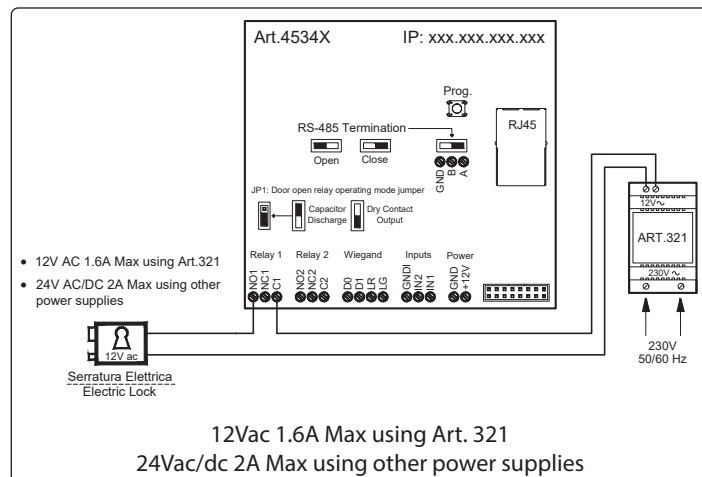 Art.4534X
IP: xxx.xxx.xxx.xxx
Prog.
RJ45
RS-485 Termination
Open
Close
GND
B
A
JP1: Door open relay operating mode jumper
Capacitor
Discharge
Dry Contact
Output
Relay 1
Relay 2
Wiegand
Inputs
Power
NO1
NC1
C1
NO2
NC2
C2
D0
D1
LR
LG
GNDI
IN2
IN1
GND
+12V
12V~
ART.321
230V ~
230V
50/60 Hz
• 12V AC 1.6A Max using Art.321
• 24V AC/DC 2A Max using other
power supplies
12V ac
Serratura Elettrica
Electric Lock
12Vac 1.6A Max using Art. 321
24Vac/dc 2A Max using other power supplies